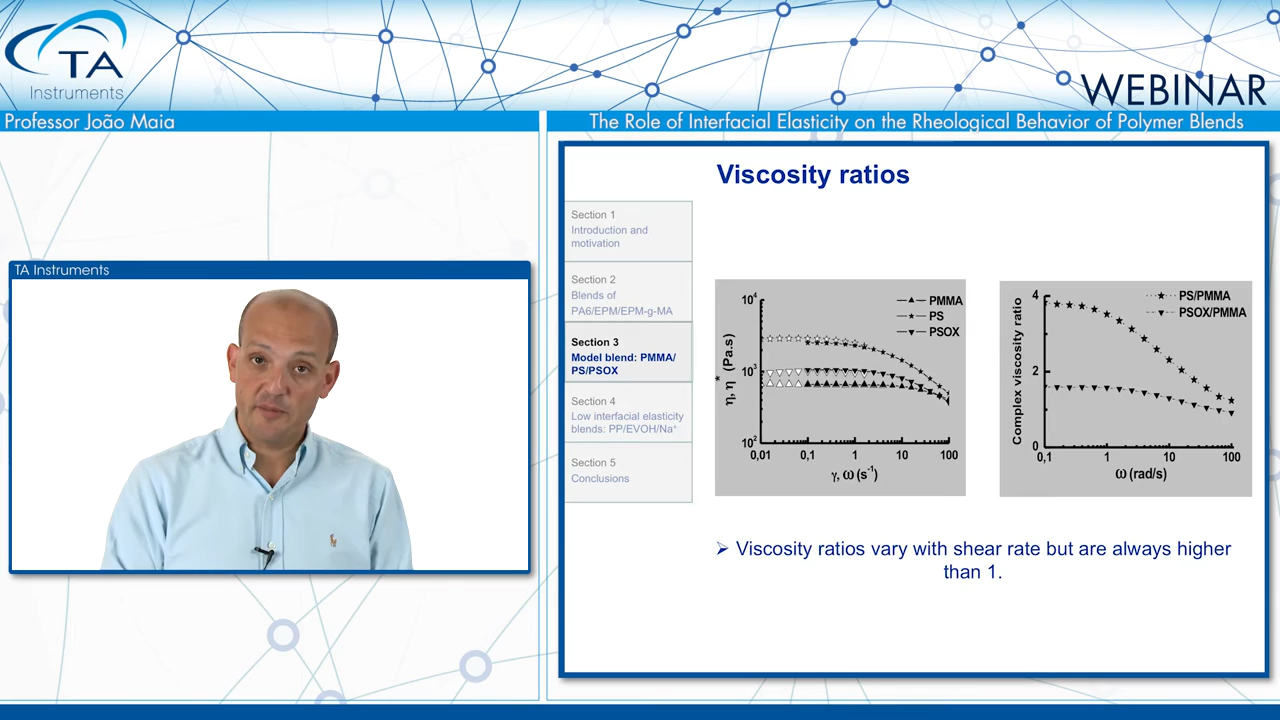 TA
Instruments
WEBINAR
Professor João Maia
The Role of Interfacial Elasticity on the Rheological Behavior of Polymer Blends
TA Instruments
Viscosity ratios
Section 1
Introduction and
motivation
Section 2
Blends of
PA6/EPM/EPM-g-MA
Section 3
Model blend: PMMA/
PS/PSOX
Section 4
Low interfacial elasticity
blends: PP/EVOH/Na⁺
Section 5
Conclusions
η, η* (Pa.s)
10⁴
10³
10²
PMMA
PS
PSOX
0,01 0,1 1 10 100
γ, ω (s⁻¹)
Complex viscosity ratio
4
2
0
PS/PMMA
PSOX/PMMA
0,1 1 10 100
ω (rad/s)
➢ Viscosity ratios vary with shear rate but are always higher
than 1.